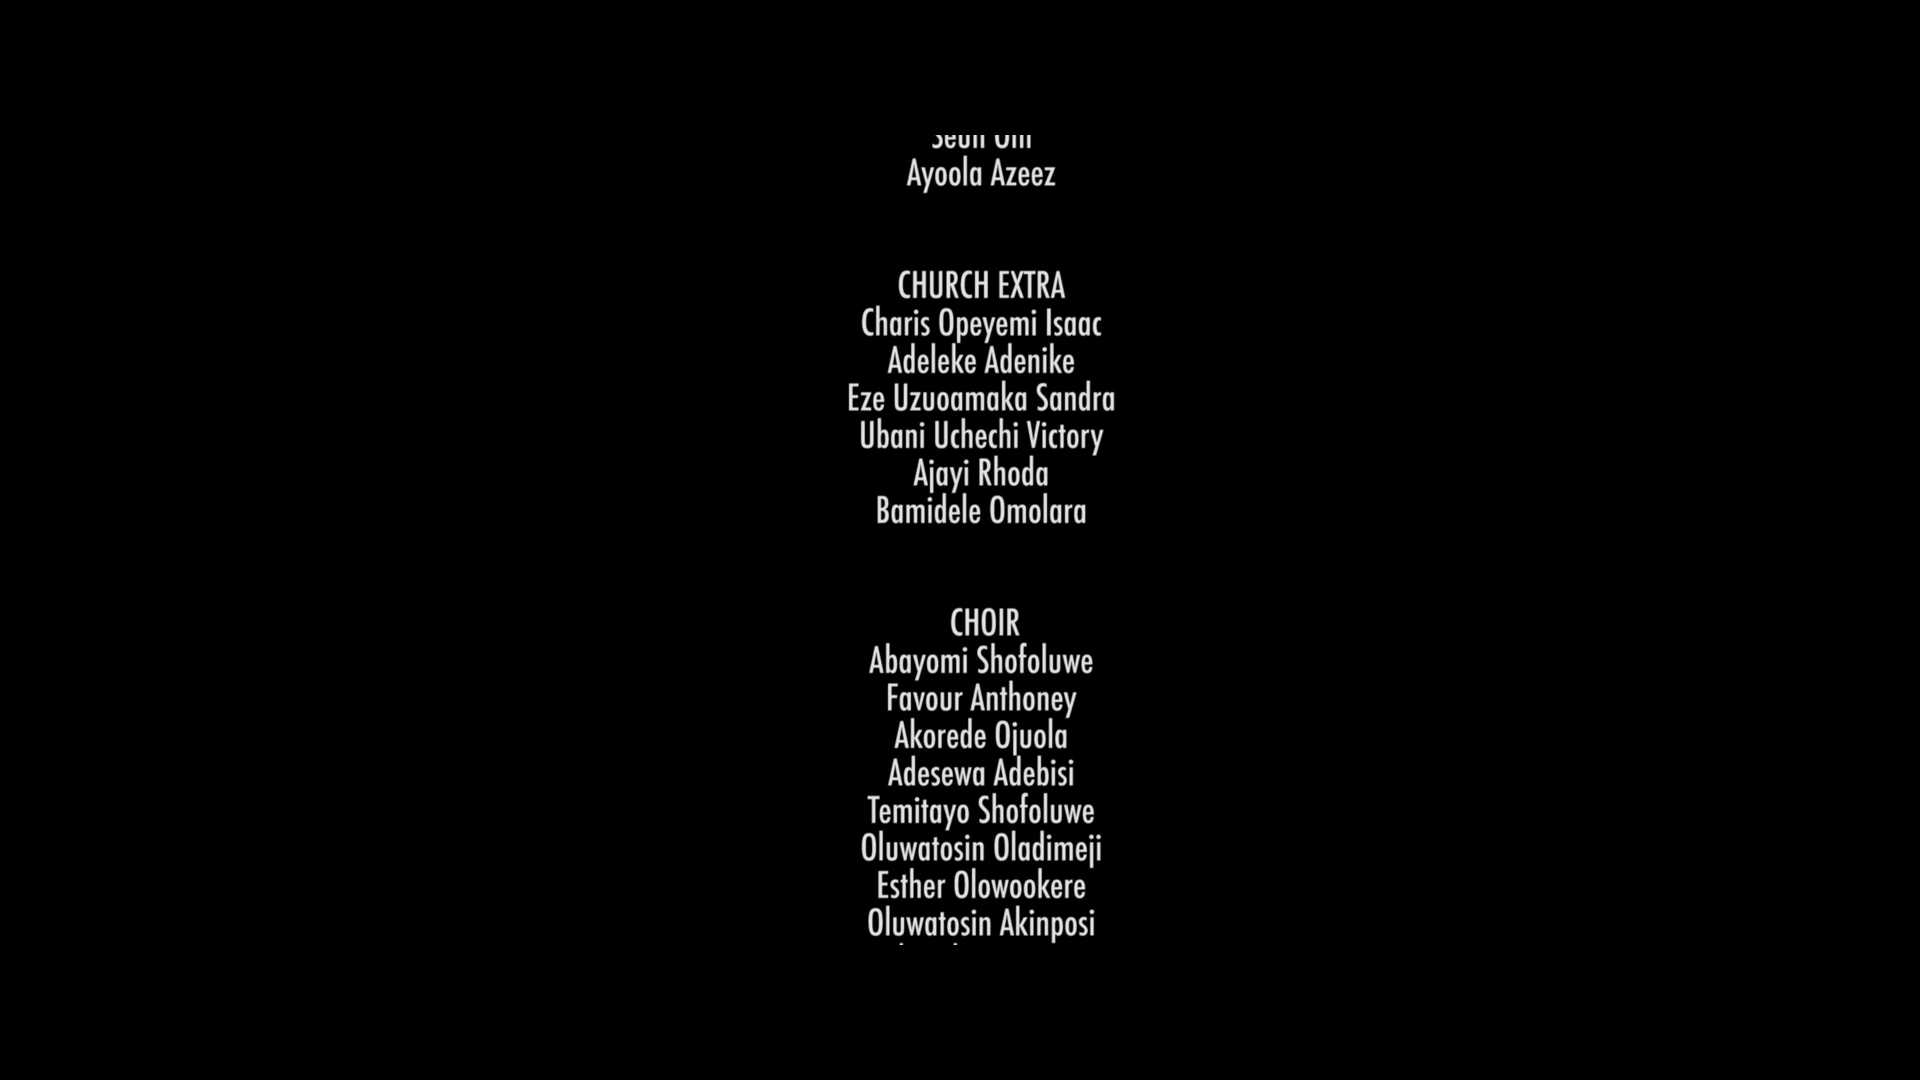 Ayoola Azeez
CHURCH EXTRA
Charis Opeyemi Isaac
Adeleke Adenike
Eze Uzuoamaka Sandra
Ubani Uchechi Victory
Ajayi Rhoda
Bamidele Omolara
CHOIR
Abayomi Shofoluwe
Favour Anthoney
Akorede Ojuola
Adesewa Adebisi
Temitayo Shofoluwe
Oluwatosin Oladimeji
Esther Olowookere
Oluwatosin Akinposi